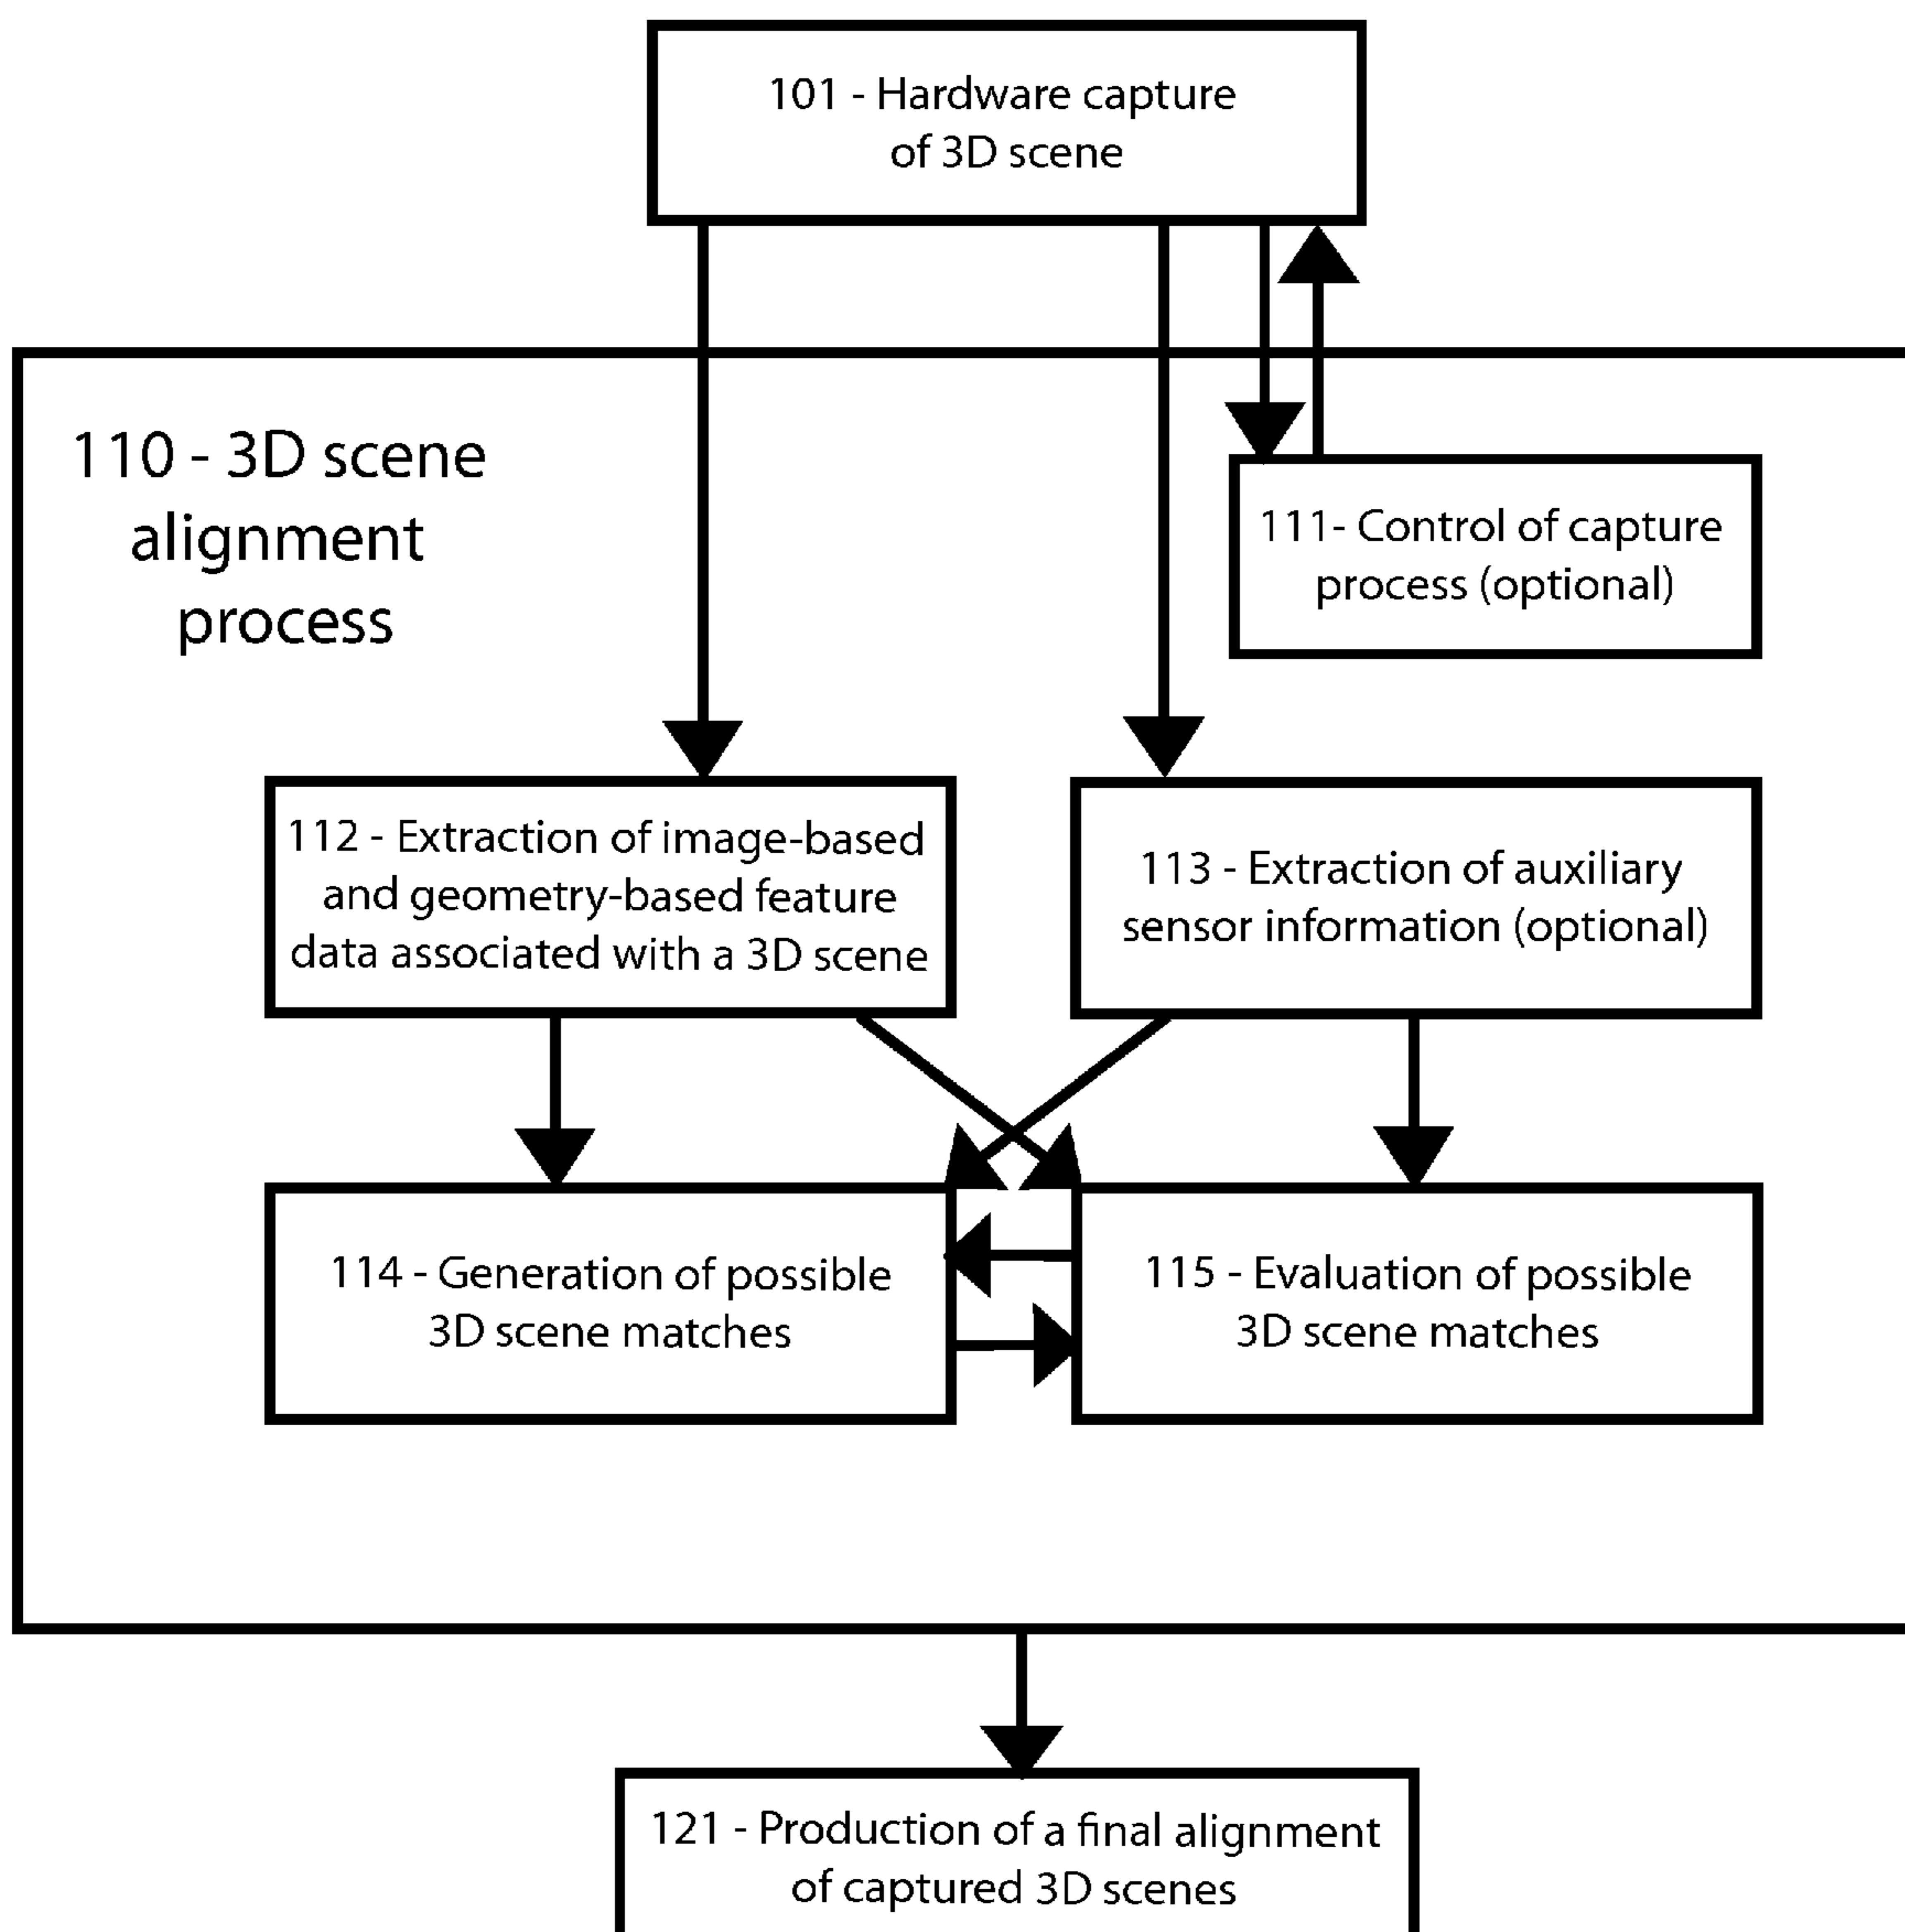 101 - Hardware capture
of 3D scene
110 - 3D scene
alignment
process
111- Control of capture
process (optional)
112 - Extraction of image-based
and geometry-based feature
data associated with a 3D scene
113 - Extraction of auxiliary
sensor information (optional)
114 - Generation of possible
3D scene matches
115 - Evaluation of possible
3D scene matches
121 - Production of a final alignment
of captured 3D scenes